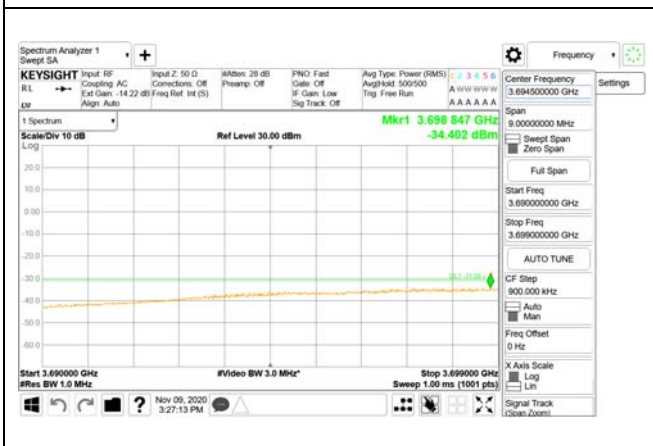 Spectrum Analyzer 1
Swept SA
Frequency
KEYSIGHT
RL
Input: RF
Coupling: AC
Ext Gain: -14.22 dB
Align: Auto
Input Z: 50 Ω
Corrections: Off
Freq Ref: Int (S)
#Atten: 28 dB
Preamp: Off
PNO: Fast
Gate: Off
IF Gain: Low
Sig Track: Off
Avg Type: Power (RMS)
Avg|Hold: 500/500
Trig: Free Run
1 2 3 4 5 6
A W W W W W
A A A A A A
1 Spectrum
Scale/Div 10 dB
Ref Level 30.00 dBm
Mkr1 3.698 847 GHz
-34.402 dBm
Log
20.0
10.0
0.00
-10.0
-20.0
-30.0
-40.0
-50.0
-60.0
Start 3.690000 GHz
#Res BW 1.0 MHz
#Video BW 3.0 MHz*
Stop 3.699000 GHz
Sweep 1.00 ms (1001 pts)
Nov 09, 2020
3:27:13 PM
Center Frequency
3.694500000 GHz
Settings
Span
9.00000000 MHz
Swept Span
Zero Span
Full Span
Start Freq
3.690000000 GHz
Stop Freq
3.699000000 GHz
AUTO TUNE
CF Step
900.000 kHz
Auto
Man
Freq Offset
0 Hz
X Axis Scale
Log
Lin
Signal Track
(Span Zoom)